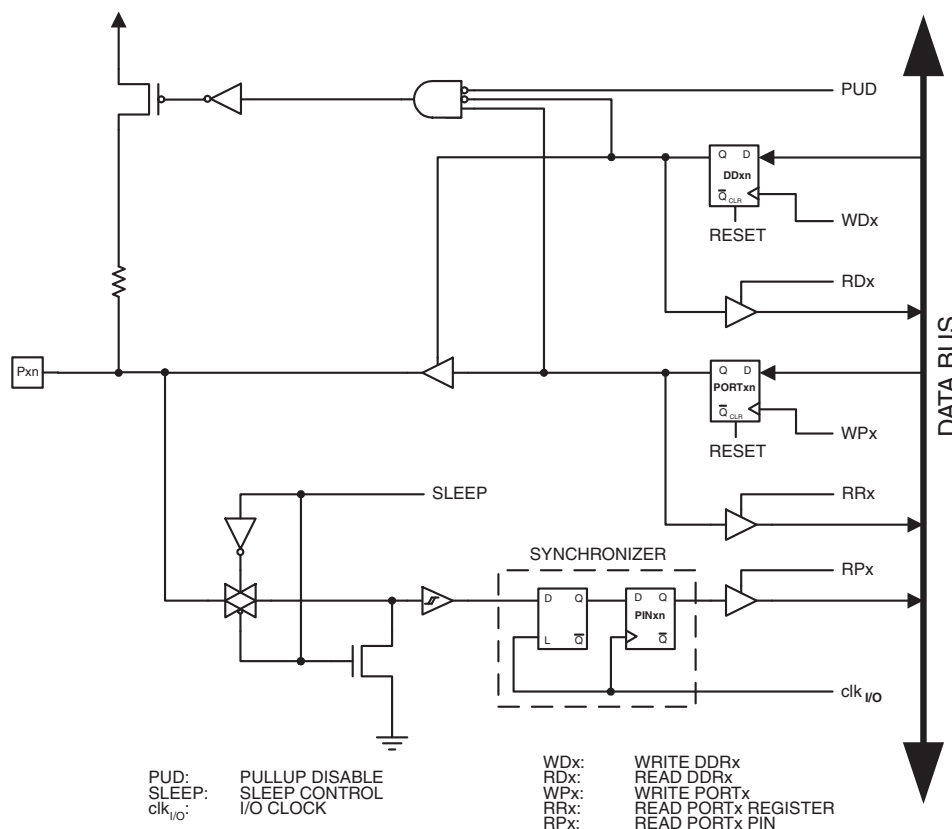 PUD
Q D
DDxn
Q CLR
WDx
RESET
RDx
Pxn
Q D
PORTxn
Q CLR
WPx
RESET
DATA BUS
SLEEP
RRx
SYNCHRONIZER
RPx
D Q
L Q
D Q
PINxn
Q
clk I/O
PUD: PULLUP DISABLE
SLEEP: SLEEP CONTROL
clk I/O: I/O CLOCK
WDx: WRITE DDRx
RDx: READ DDRx
WPx: WRITE PORTx
RRx: READ PORTx REGISTER
RPx: READ PORTx PIN